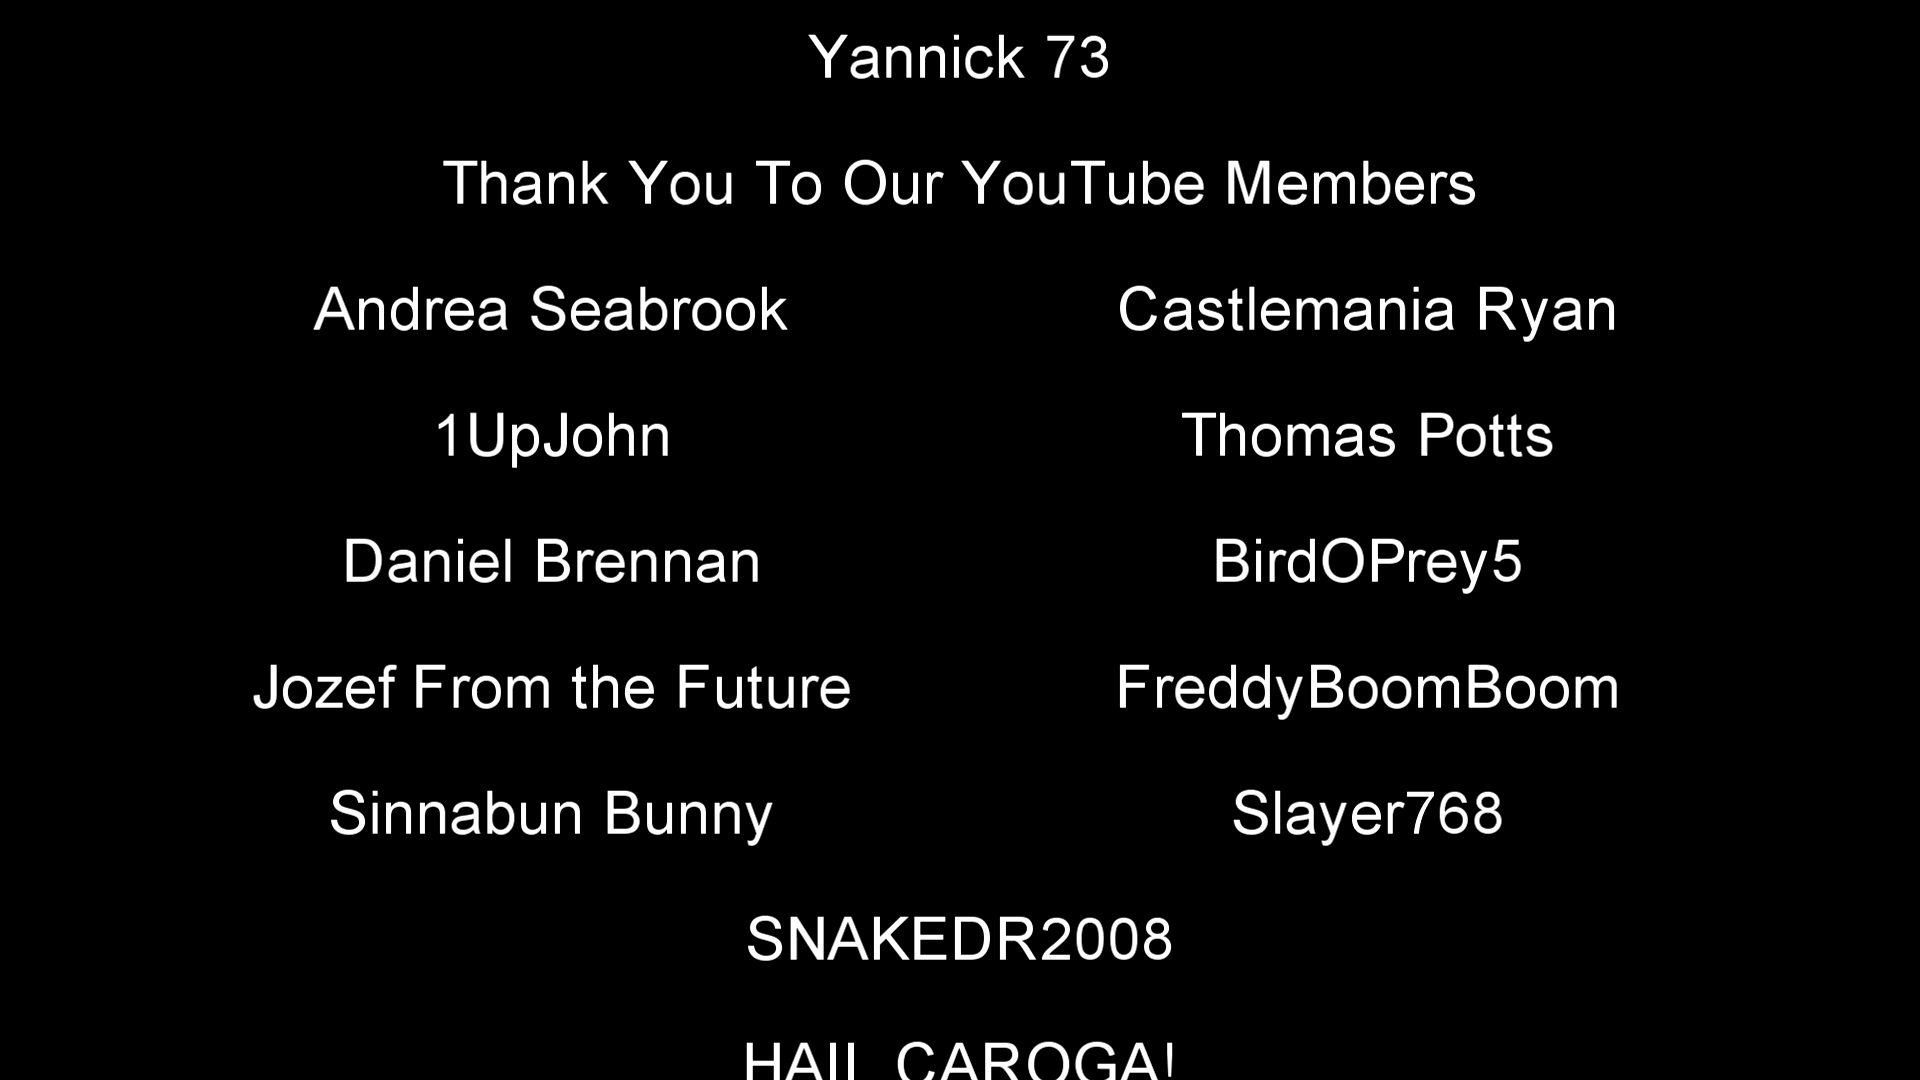 Yannick 73
Thank You To Our YouTube Members
Andrea Seabrook Castlemania Ryan
1UpJohn Thomas Potts
Daniel Brennan BirdOPrey5
Jozef From the Future FreddyBoomBoom
Sinnabun Bunny Slayer768
SNAKEDR2008
HAIL CAROGA!